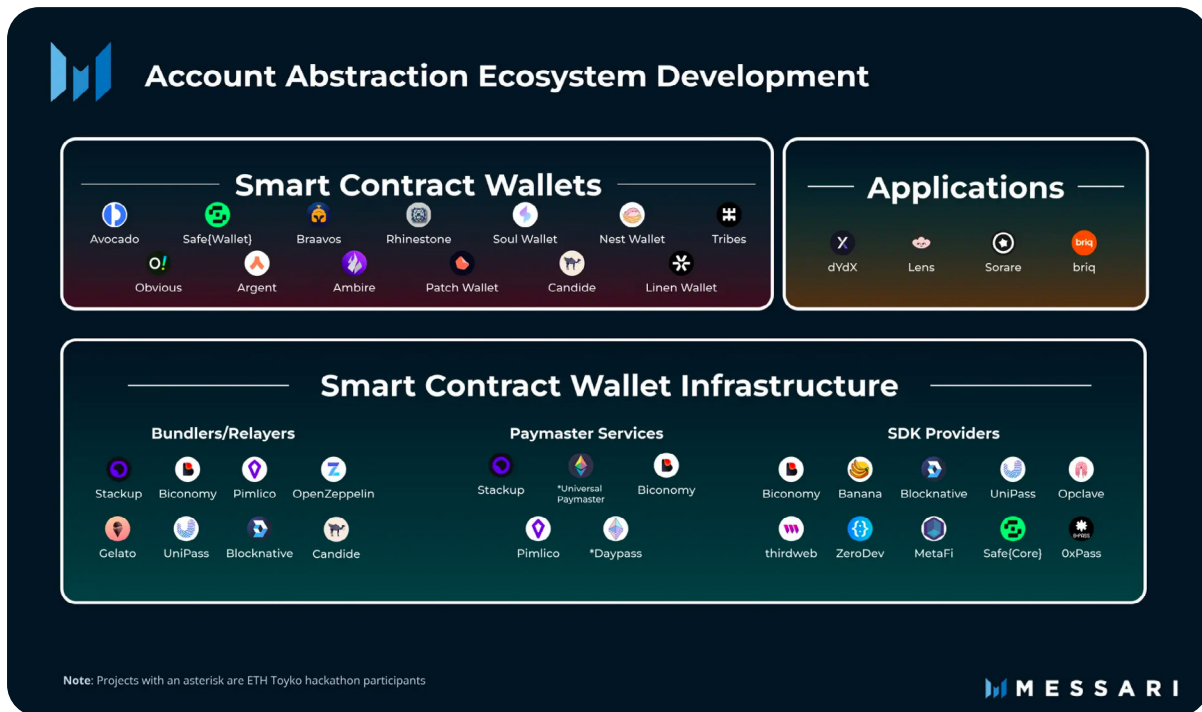 Account Abstraction Ecosystem Development
Smart Contract Wallets
Avocado Safe{Wallet} Braavos Rhinestone Soul Wallet Nest Wallet Tribes
O!
Obvious Argent Ambire Patch Wallet Candide Linen Wallet
Applications
briq
dYdX Lens Sorare briq
Smart Contract Wallet Infrastructure
Bundlers/Relayers
Stackup Biconomy Pimlico OpenZeppelin
Gelato UniPass Blocknative Candide
Paymaster Services
Stackup *Universal Paymaster Biconomy
Pimlico *Daypass
SDK Providers
Biconomy Banana Blocknative UniPass Opclave
0xPASS
thirdweb ZeroDev MetaFi Safe{Core} 0xPass
Note: Projects with an asterisk are ETH Toyko hackathon participants
MESSARI